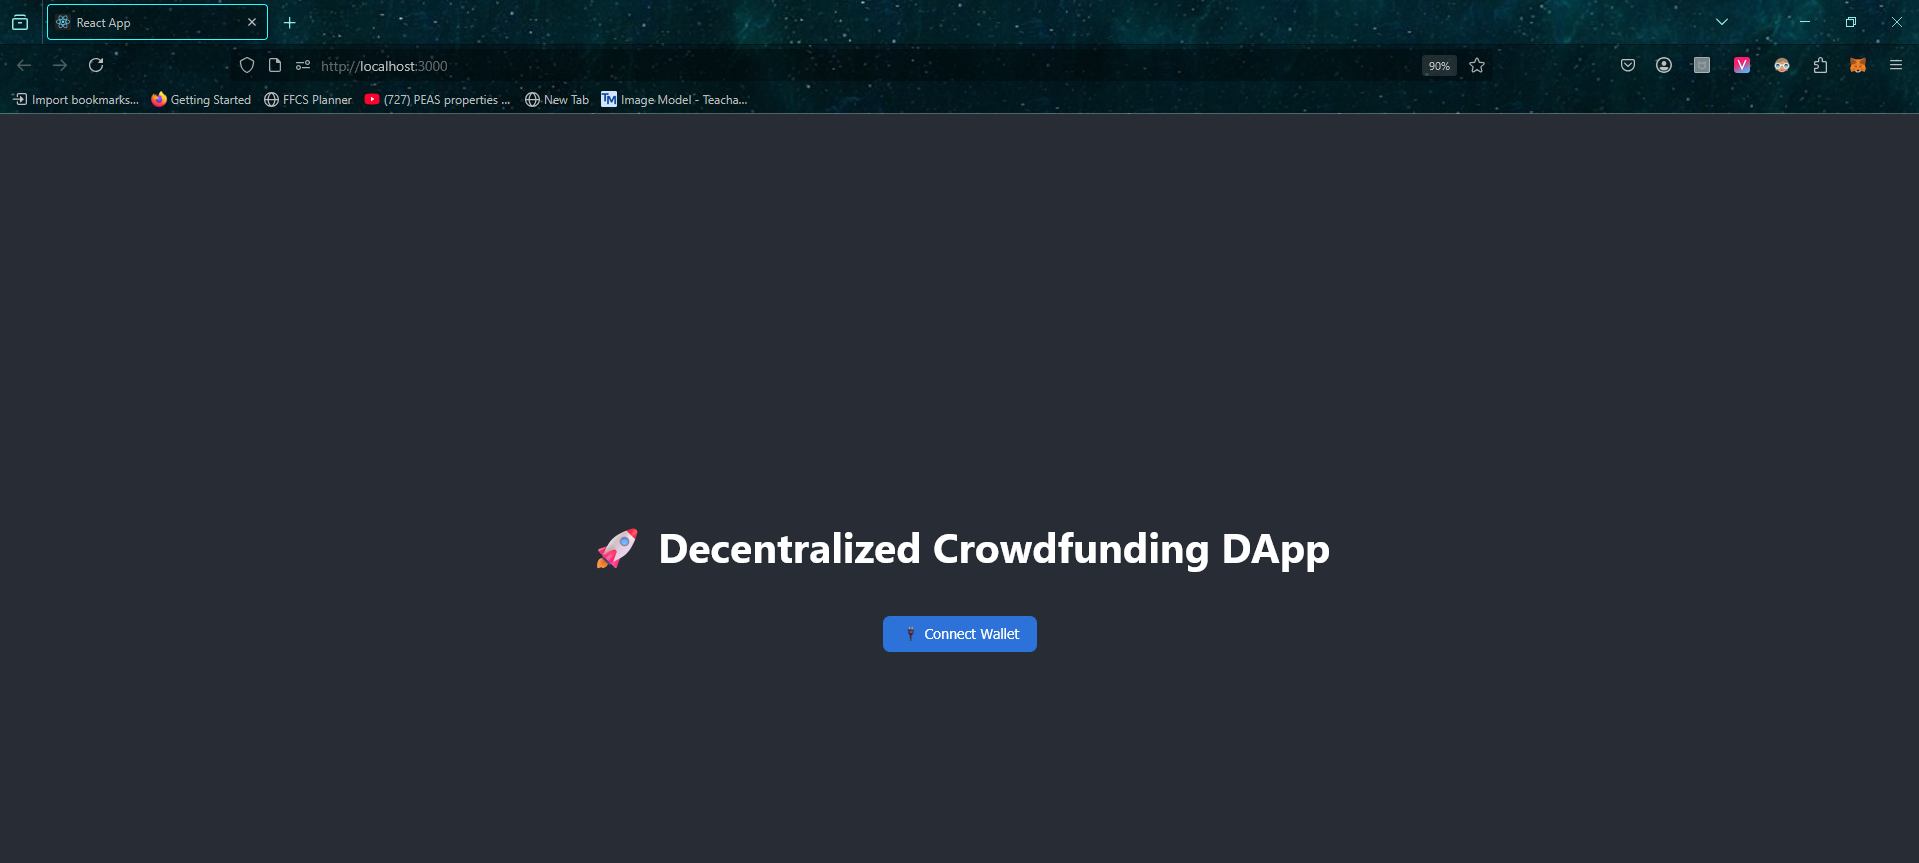 React App
http://localhost:3000
90%
Import bookmarks...
Getting Started
FFCS Planner
(727) PEAS properties ...
New Tab
TM
Image Model - Teacha...
🚀 Decentralized Crowdfunding DApp
🔌 Connect Wallet